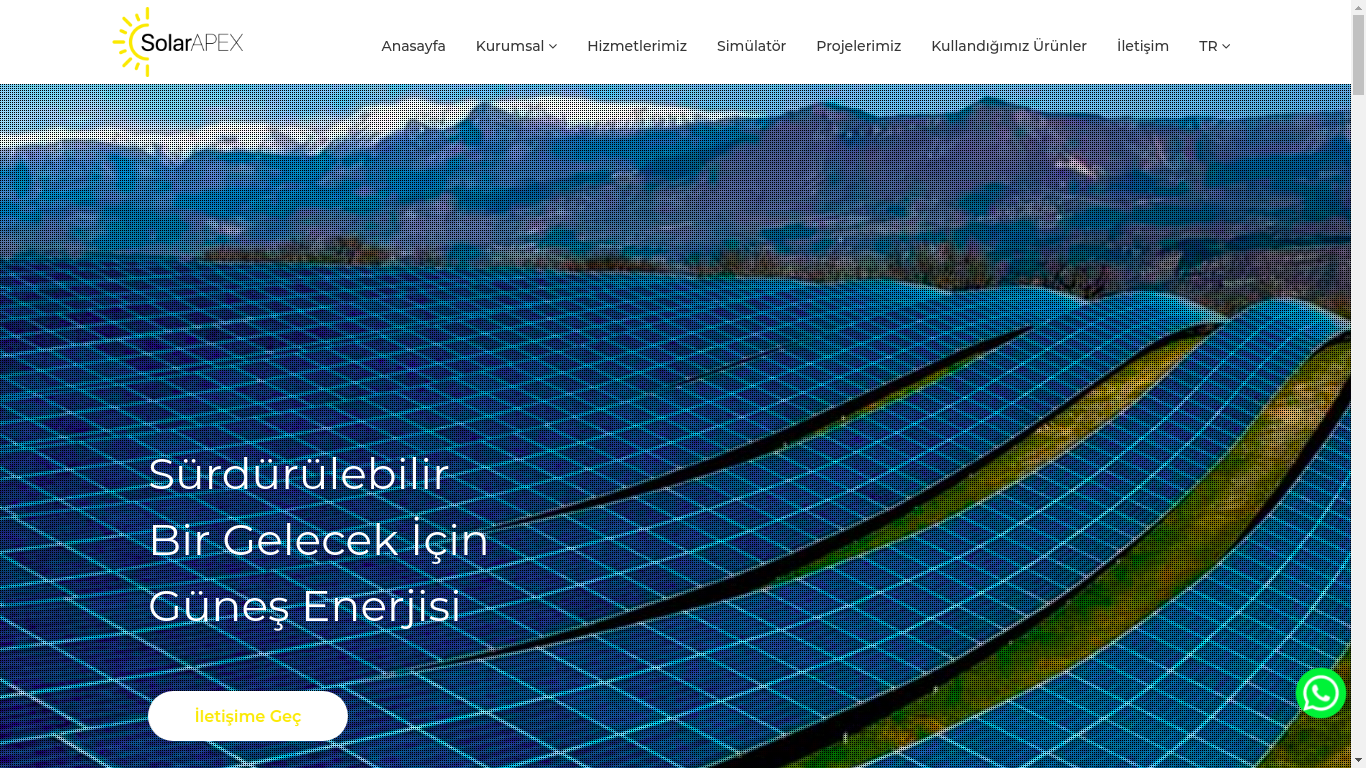 SolarAPEX
Anasayfa
Kurumsal
Hizmetlerimiz
Simülatör
Projelerimiz
Kullandığımız Ürünler
İletişim
TR
Sürdürülebilir
Bir Gelecek İçin
Güneş Enerjisi
İletişime Geç